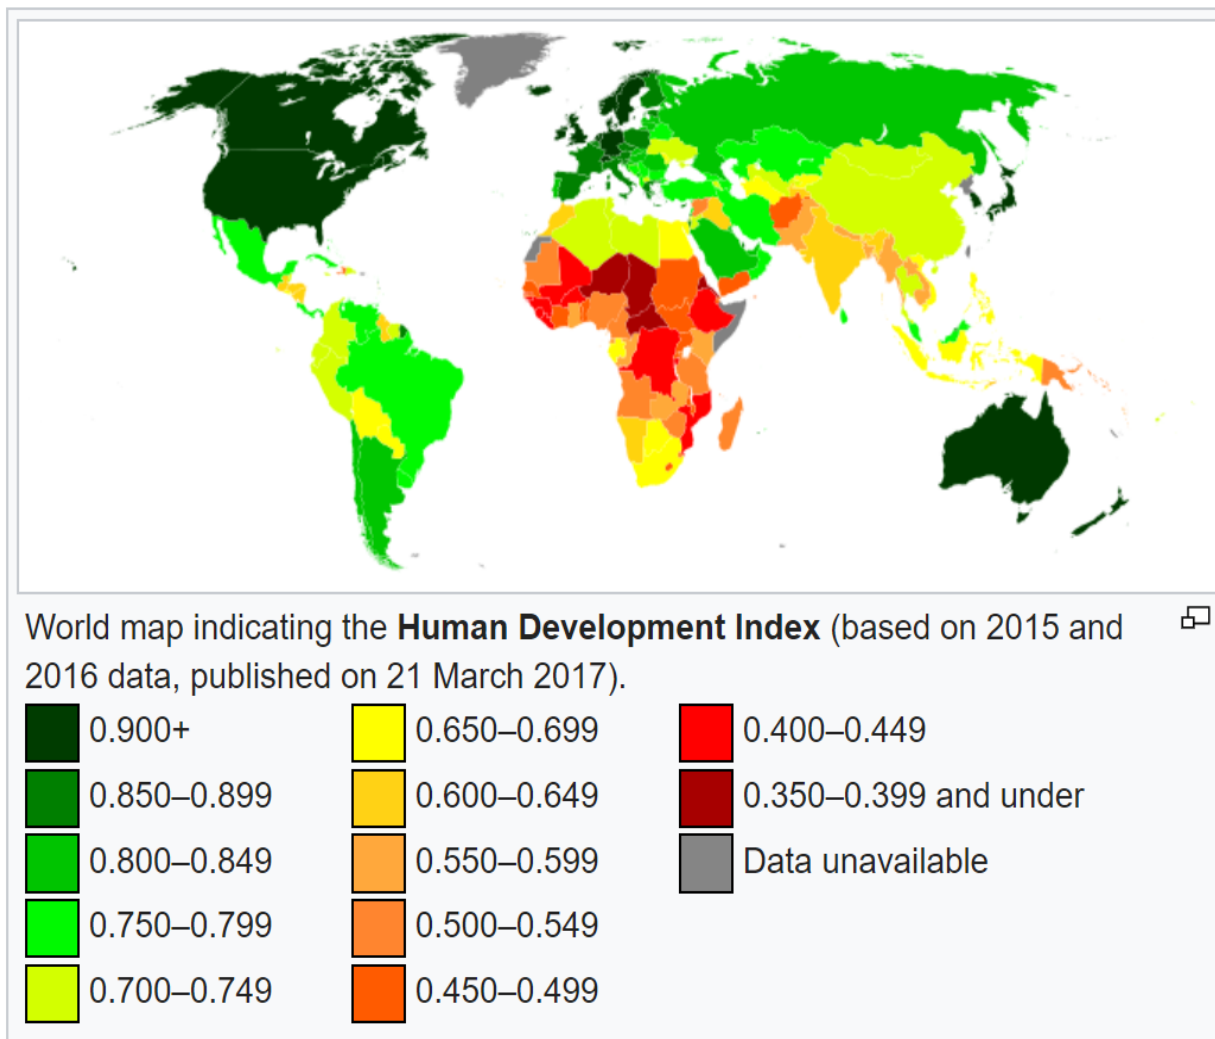 World map indicating the Human Development Index (based on 2015 and
2016 data, published on 21 March 2017).
0.900+
0.850–0.899
0.800–0.849
0.750–0.799
0.700–0.749
0.650–0.699
0.600–0.649
0.550–0.599
0.500–0.549
0.450–0.499
0.400–0.449
0.350–0.399 and under
Data unavailable